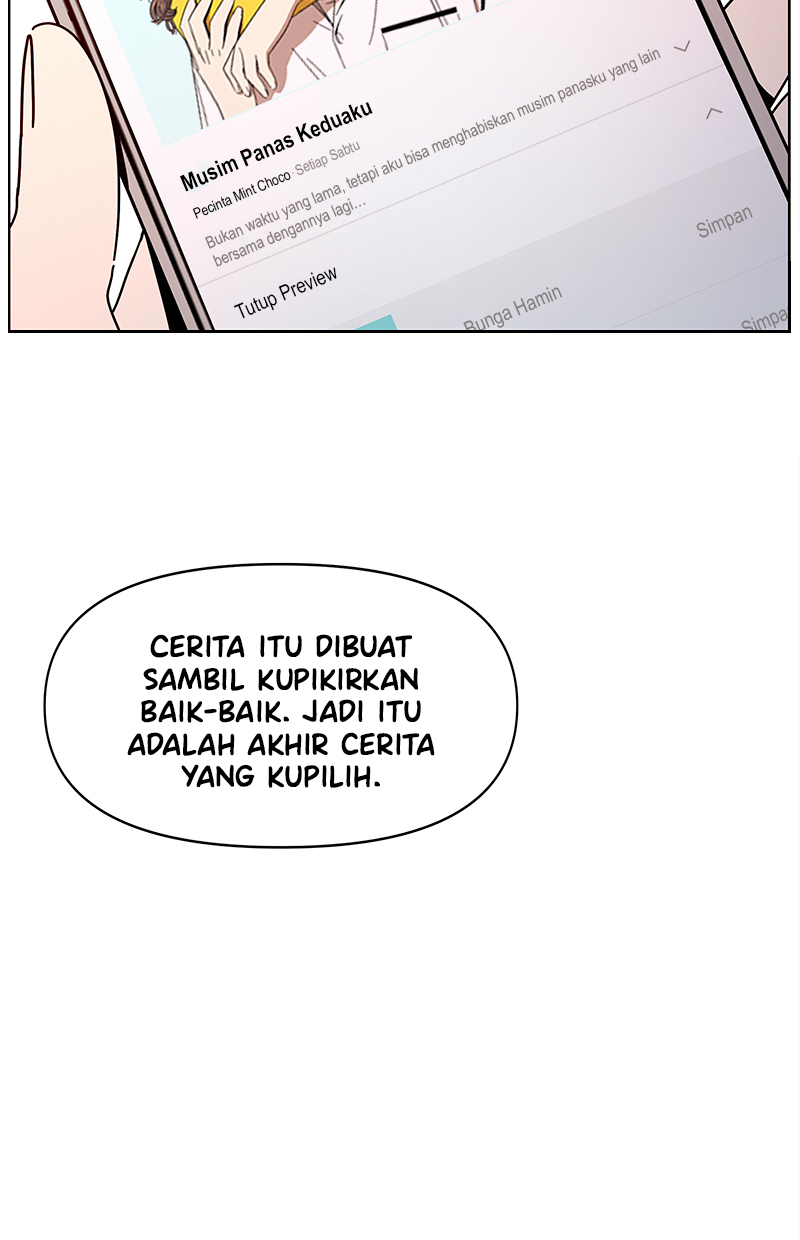 Musim Panas Keduaku
Pecinta Mint Choco · Setiap Sabtu
Bukan waktu yang lama, tetapi aku bisa menghabiskan musim panasku yang lain
bersama dengannya lagi...
Tutup Preview
Simpan
Bunga Hamin
Simpa
CERITA ITU DIBUAT
SAMBIL KUPIKIRKAN
BAIK-BAIK. JADI ITU
ADALAH AKHIR CERITA
YANG KUPILIH.